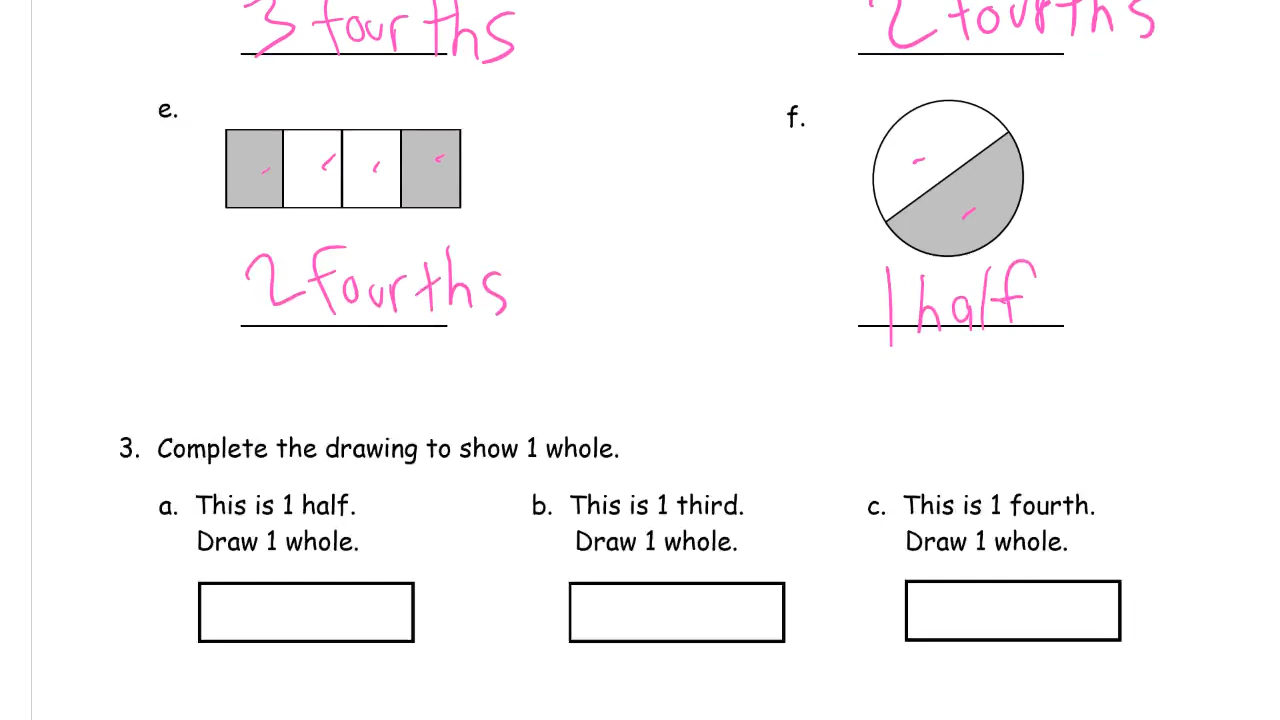 3 fourths 2 fourths
e. f.
2 fourths 1 half
3. Complete the drawing to show 1 whole.
a. This is 1 half. b. This is 1 third. c. This is 1 fourth.
Draw 1 whole. Draw 1 whole. Draw 1 whole.